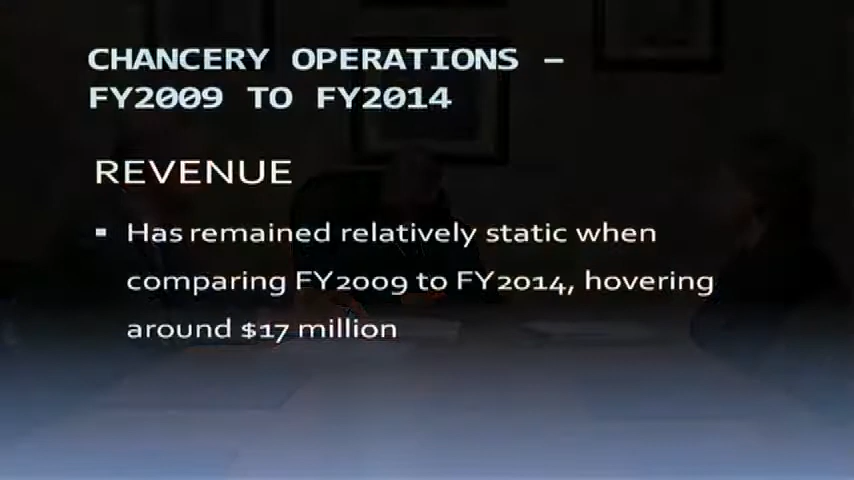 CHANCERY OPERATIONS –
FY2009 TO FY2014
REVENUE
▪ Has remained relatively static when
comparing FY2009 to FY2014, hovering
around $17 million